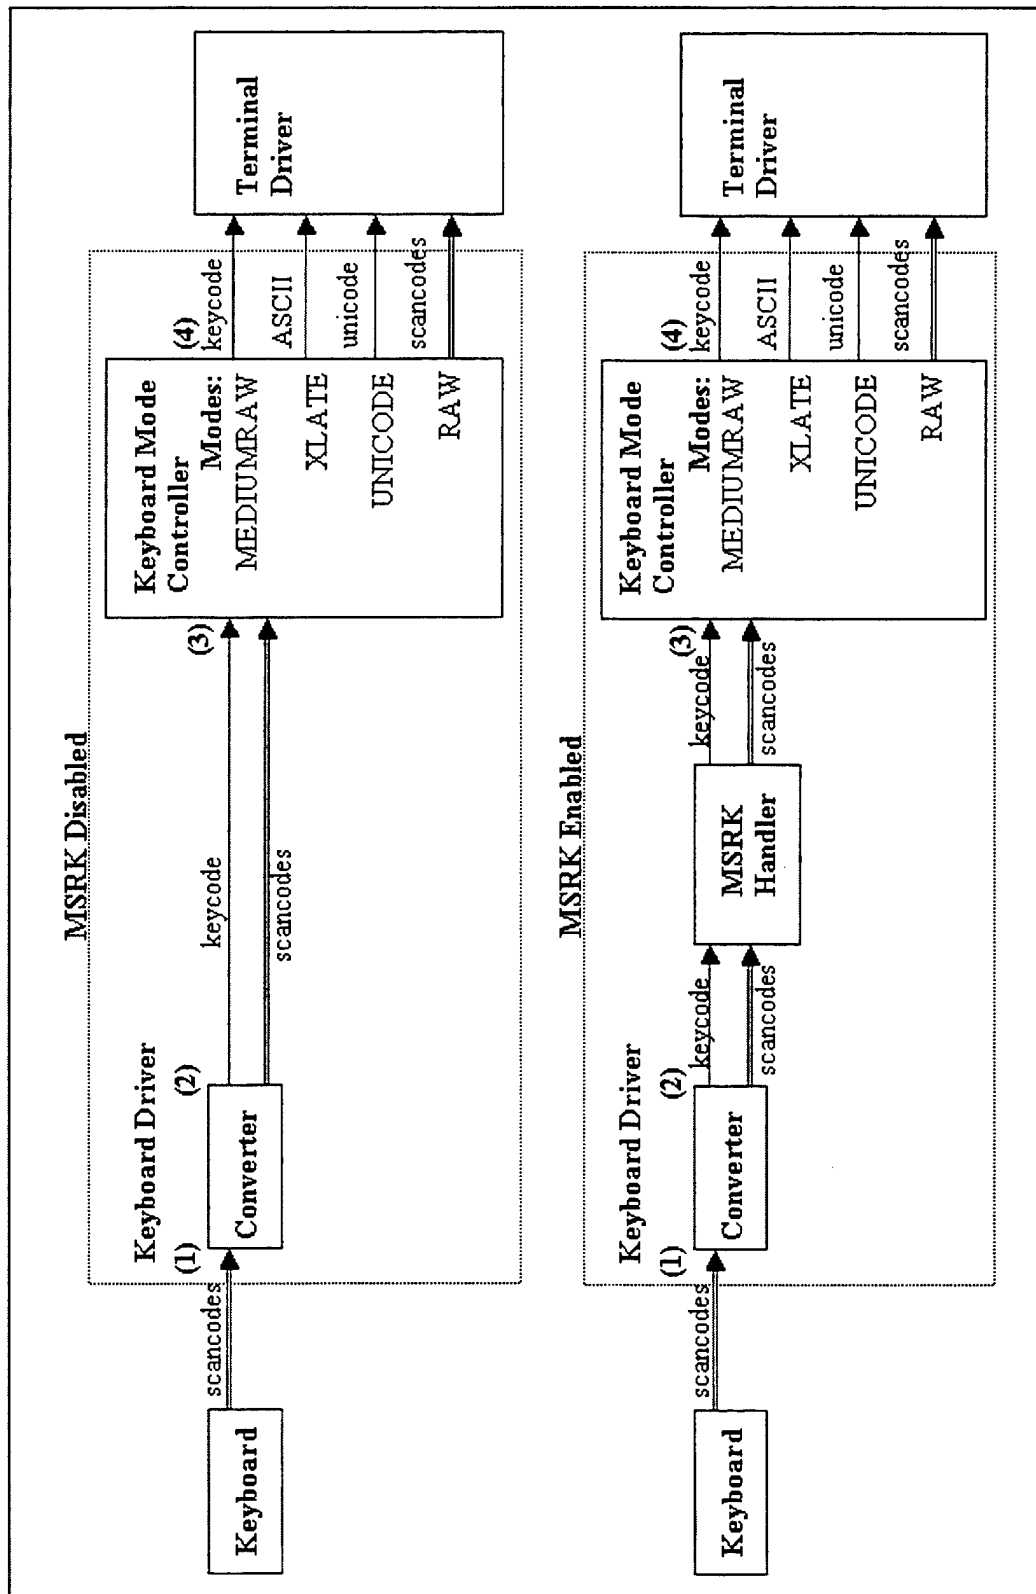 MSRK Disabled
Keyboard
scancodes
Keyboard Driver
(1)
Converter
(2)
keycode
scancodes
(3)
Keyboard Mode
Controller
Modes:
MEDIUMRAW
XLATE
UNICODE
RAW
(4)
keycode
ASCII
unicode
scancodes
Terminal
Driver
MSRK Enabled
Keyboard
scancodes
Keyboard Driver
(1)
Converter
(2)
keycode
scancodes
MSRK
Handler
keycode
scancodes
(3)
Keyboard Mode
Controller
Modes:
MEDIUMRAW
XLATE
UNICODE
RAW
(4)
keycode
ASCII
unicode
scancodes
Terminal
Driver